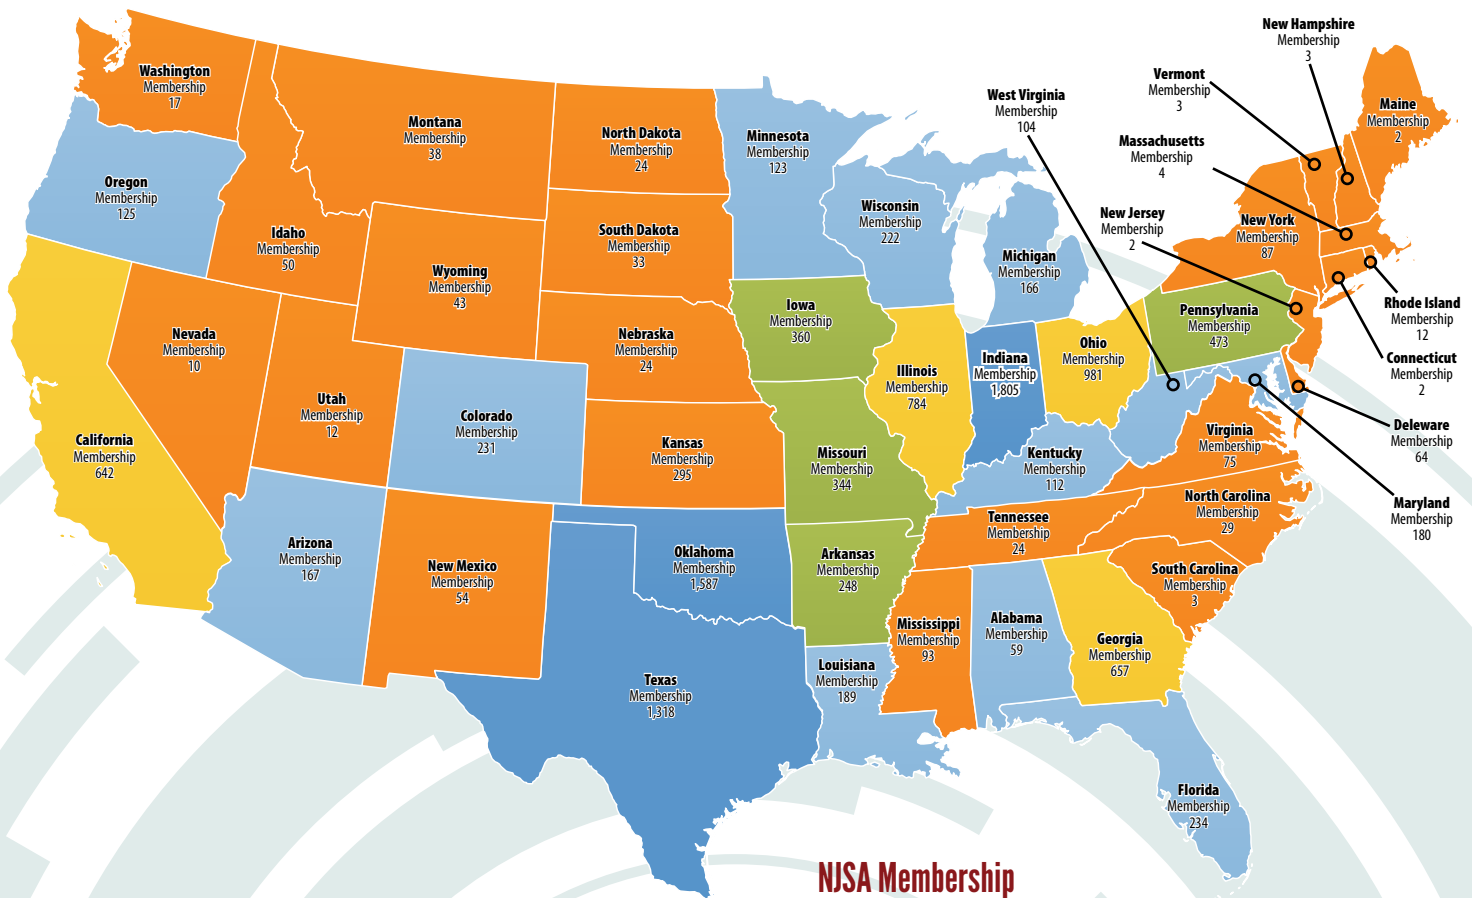 New Hampshire
Membership
3
Vermont
Membership
3
West Virginia
Membership
104
Maine
Membership
2
Massachusetts
Membership
4
Washington
Membership
17
Montana
Membership
38
North Dakota
Membership
24
Minnesota
Membership
123
Oregon
Membership
125
Idaho
Membership
50
Wyoming
Membership
43
South Dakota
Membership
33
Wisconsin
Membership
222
Michigan
Membership
166
New Jersey
Membership
2
New York
Membership
87
Rhode Island
Membership
12
Connecticut
Membership
2
Deleware
Membership
64
Maryland
Membership
180
Nevada
Membership
10
Utah
Membership
12
Colorado
Membership
231
Nebraska
Membership
24
Iowa
Membership
360
Illinois
Membership
784
Indiana
Membership
1,805
Ohio
Membership
981
Pennsylvania
Membership
473
California
Membership
642
Kansas
Membership
295
Missouri
Membership
344
Kentucky
Membership
112
Virginia
Membership
75
North Carolina
Membership
29
Arizona
Membership
167
New Mexico
Membership
54
Oklahoma
Membership
1,587
Arkansas
Membership
248
Tennessee
Membership
24
South Carolina
Membership
3
Texas
Membership
1,318
Louisiana
Membership
189
Mississippi
Membership
93
Alabama
Membership
59
Georgia
Membership
657
Florida
Membership
234
NJSA Membership